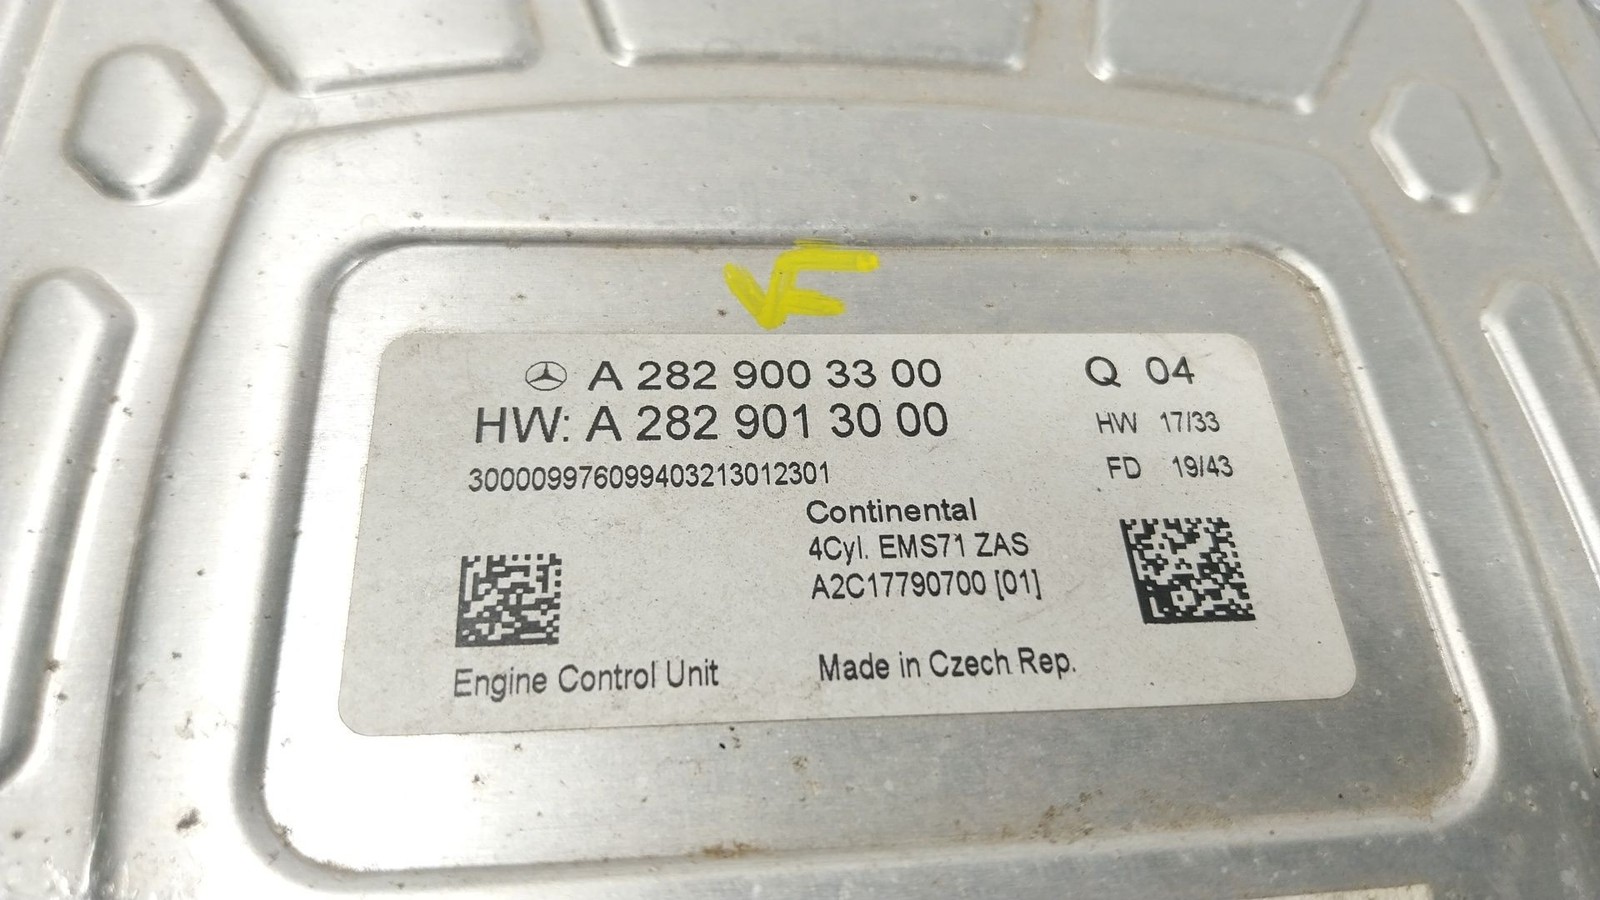 VF
A 282 900 33 00
Q 04
HW: A 282 901 30 00
HW 17/33
300009976099403213012301
FD 19/43
Continental
4Cyl. EMS71 ZAS
A2C17790700 [01]
Engine Control Unit
Made in Czech Rep.